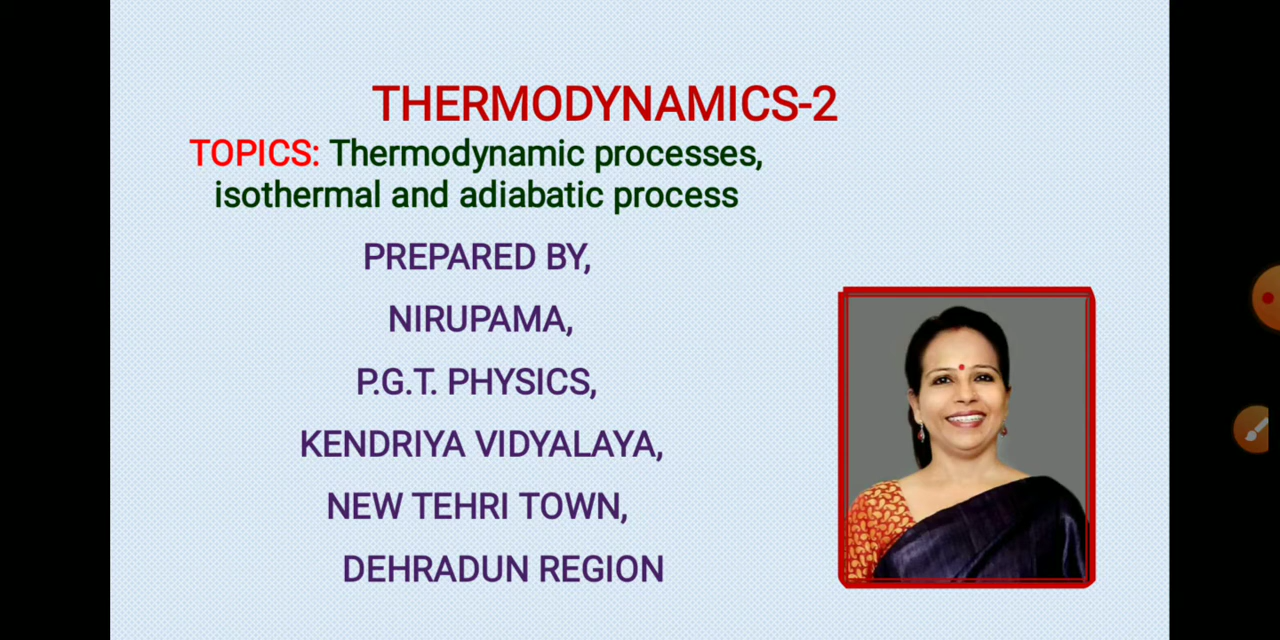 THERMODYNAMICS-2
TOPICS: Thermodynamic processes,
isothermal and adiabatic process
PREPARED BY,
NIRUPAMA,
P.G.T. PHYSICS,
KENDRIYA VIDYALAYA,
NEW TEHRI TOWN,
DEHRADUN REGION